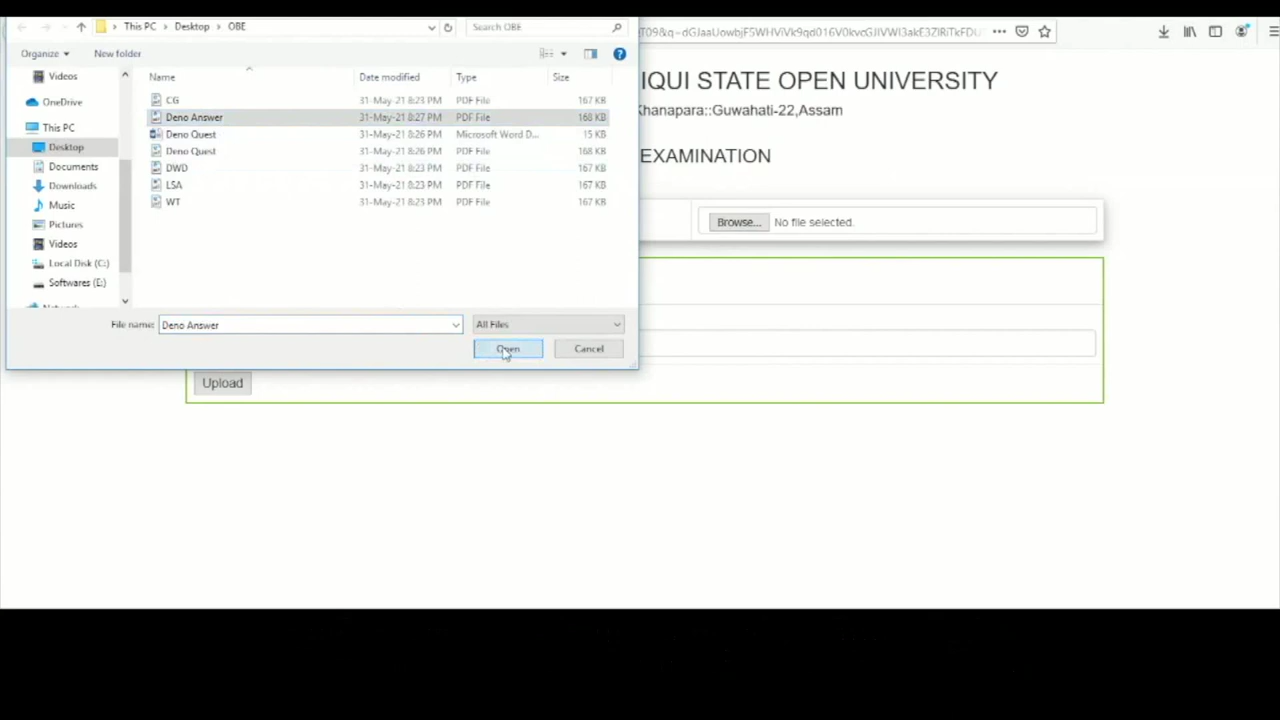 This PC > Desktop > OBE
Search OBE
Organize
New folder
Name
Date modified
Type
Size
CG
31-May-21 8:23 PM
PDF File
167 KB
Deno Answer
31-May-21 8:27 PM
PDF File
168 KB
Deno Quest
31-May-21 8:26 PM
Microsoft Word D...
15 KB
Deno Quest
31-May-21 8:26 PM
PDF File
168 KB
DWD
31-May-21 8:23 PM
PDF File
167 KB
LSA
31-May-21 8:23 PM
PDF File
167 KB
WT
31-May-21 8:23 PM
PDF File
167 KB
Videos
OneDrive
This PC
Desktop
Documents
Downloads
Music
Pictures
Videos
Local Disk (C:)
Softwares (E:)
File name:
Deno Answer
All Files
Open
Cancel
IQUI STATE OPEN UNIVERSITY
Khanapara::Guwahati-22,Assam
EXAMINATION
Browse...
No file selected.
Upload